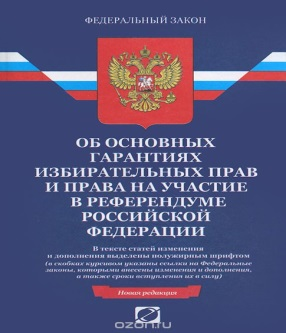 ФЕДЕРАЛЬНЫЙ ЗАКОН
ОБ ОСНОВНЫХ
ГАРАНТИЯХ
ИЗБИРАТЕЛЬНЫХ ПРАВ
И ПРАВА НА УЧАСТИЕ
В РЕФЕРЕНДУМЕ
РОССИЙСКОЙ
ФЕДЕРАЦИИ
В тексте статей изменения
и дополнения выделены полужирным шрифтом
(в скобках курсивом указаны ссылки на Федеральные
законы, которыми внесены изменения и дополнения,
а также сроки вступления их в силу)
Новая редакция
ozon.ru